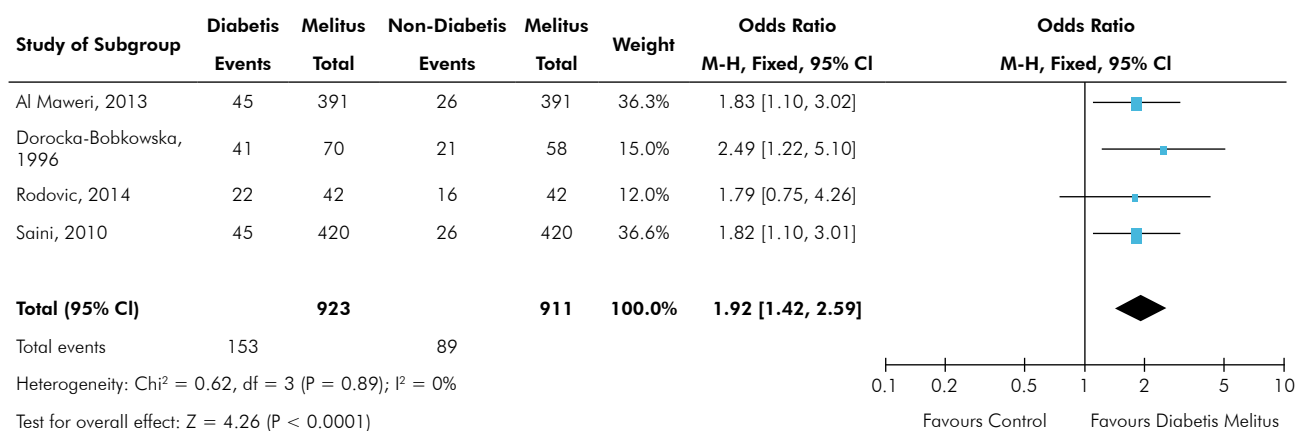 Study of Subgroup Diabetis Melitus Non-Diabetis Melitus Weight Odds Ratio Odds Ratio
Events Total Events Total M-H, Fixed, 95% Cl M-H, Fixed, 95% Cl
Al Maweri, 2013 45 391 26 391 36.3% 1.83 [1.10, 3.02]
Dorocka-Bobkowska,
1996 41 70 21 58 15.0% 2.49 [1.22, 5.10]
Rodovic, 2014 22 42 16 42 12.0% 1.79 [0.75, 4.26]
Saini, 2010 45 420 26 420 36.6% 1.82 [1.10, 3.01]
Total (95% Cl) 923 911 100.0% 1.92 [1.42, 2.59]
Total events 153 89
Heterogeneity: Chi² = 0.62, df = 3 (P = 0.89); I² = 0%
0.1 0.2 0.5 1 2 5 10
Test for overall effect: Z = 4.26 (P < 0.0001)
Favours Control Favours Diabetis Melitus